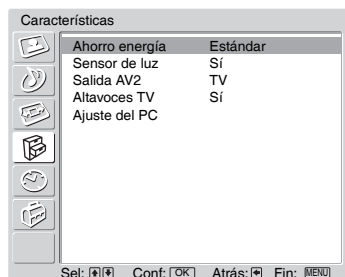 Características
Ahorro energía Estándar
Sensor de luz Sí
Salida AV2 TV
Altavoces TV Sí
Ajuste del PC
Sel: Conf: OK Atrás: Fin: MENU